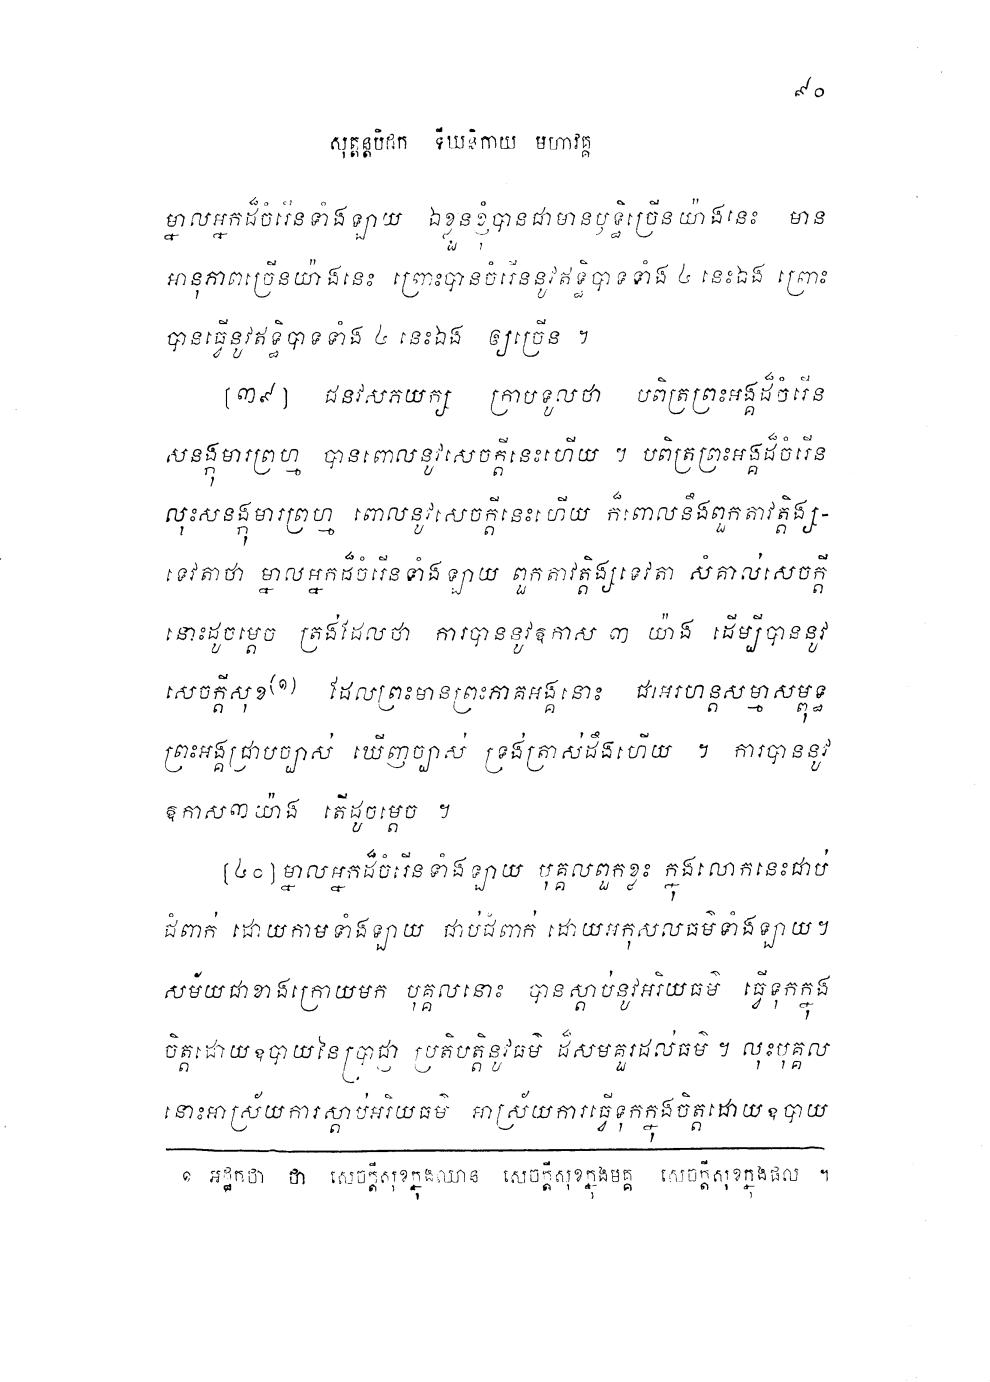 ៩០
សុត្តន្តបិដក ទីឃនិកាយ មហាវគ្គ
ម្នាលអ្នកដ៏ចំរើនទាំងឡាយ ឯខ្លួនខ្ញុំបានជាមានឫទ្ធិច្រើនយ៉ាងនេះ មាន
អានុភាពច្រើនយ៉ាងនេះ ព្រោះបានចំរើននូវឥទ្ធិបាទទាំង ៤ នេះឯង ព្រោះ
បានធ្វើនូវឥទ្ធិបាទទាំង ៤ នេះឯង ឲ្យច្រើន ។
[៣៩] ជនវសភយក្ស ក្រាបទូលថា បពិត្រព្រះអង្គដ៏ចំរើន
សនង្កុមារព្រហ្ម បានពោលនូវសេចក្តីនេះហើយ ។ បពិត្រព្រះអង្គដ៏ចំរើន
លុះសនង្កុមារព្រហ្ម ពោលនូវសេចក្តីនេះហើយ ក៏ពោលនឹងពួកតាវត្តិង្ស-
ទេវតាថា ម្នាលអ្នកដ៏ចំរើនទាំងឡាយ ពួកតាវត្តិង្សទេវតា សំគាល់សេចក្តី
នោះដូចម្តេច ត្រង់ដែលថា ការបាននូវឱកាស ៣ យ៉ាង ដើម្បីបាននូវ
សេចក្តីសុខ(១) ដែលព្រះមានព្រះភាគអង្គនោះ ជាអរហន្តសម្មាសម្ពុទ្ធ
ព្រះអង្គជ្រាបច្បាស់ ឃើញច្បាស់ ទ្រង់ត្រាស់ដឹងហើយ ។ ការបាននូវ
ឱកាស៣យ៉ាង តើដូចម្តេច ។
[៤០] ម្នាលអ្នកដ៏ចំរើនទាំងឡាយ បុគ្គលពួកខ្លះ ក្នុងលោកនេះជាប់
ជំពាក់ ដោយកាមទាំងឡាយ ជាប់ជំពាក់ ដោយអកុសលធម៌ទាំងឡាយ។
សម័យជាខាងក្រោយមក បុគ្គលនោះ បានស្តាប់នូវអរិយធម៌ ធ្វើទុកក្នុង
ចិត្តដោយឧបាយនៃប្រាជ្ញា ប្រតិបត្តិនូវធម៌ ដ៏សមគួរដល់ធម៌ ។ លុះបុគ្គល
នោះអាស្រ័យការស្តាប់អរិយធម៌ អាស្រ័យការធ្វើទុកក្នុងចិត្តដោយឧបាយ
១ អដ្ឋកថា ថា សេចក្តីសុខក្នុងឈាន សេចក្តីសុខក្នុងមគ្គ សេចក្តីសុខក្នុងផល ។